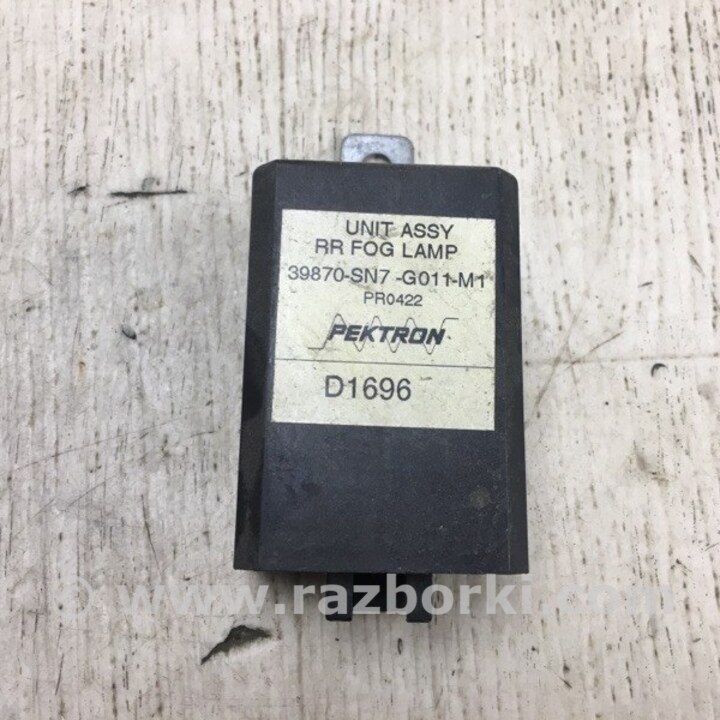 UNIT ASSY
RR FOG LAMP
39870-SN7-G011-M1
PR0422
PEKTRON
D1696
© www.razborki.com